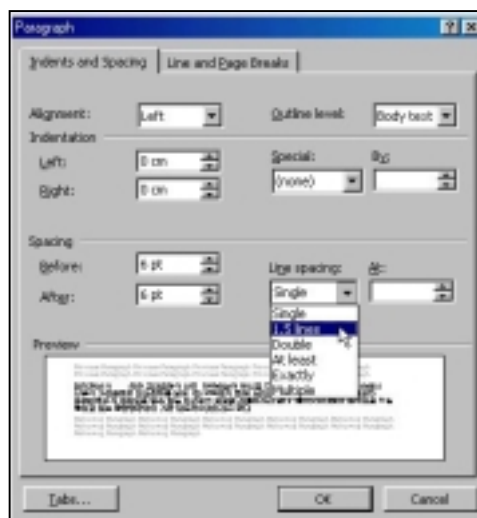 Paragraph
Indents and Spacing
Line and Page Breaks
Alignment: Left
Outline level: Body text
Indentation
Left: 0 cm
Special:
By:
Right: 0 cm
(none)
Spacing
Before: 6 pt
Line spacing:
At:
After: 6 pt
Single
Single
1.5 lines
Double
At least
Exactly
Multiple
Preview
Tabs...
OK
Cancel